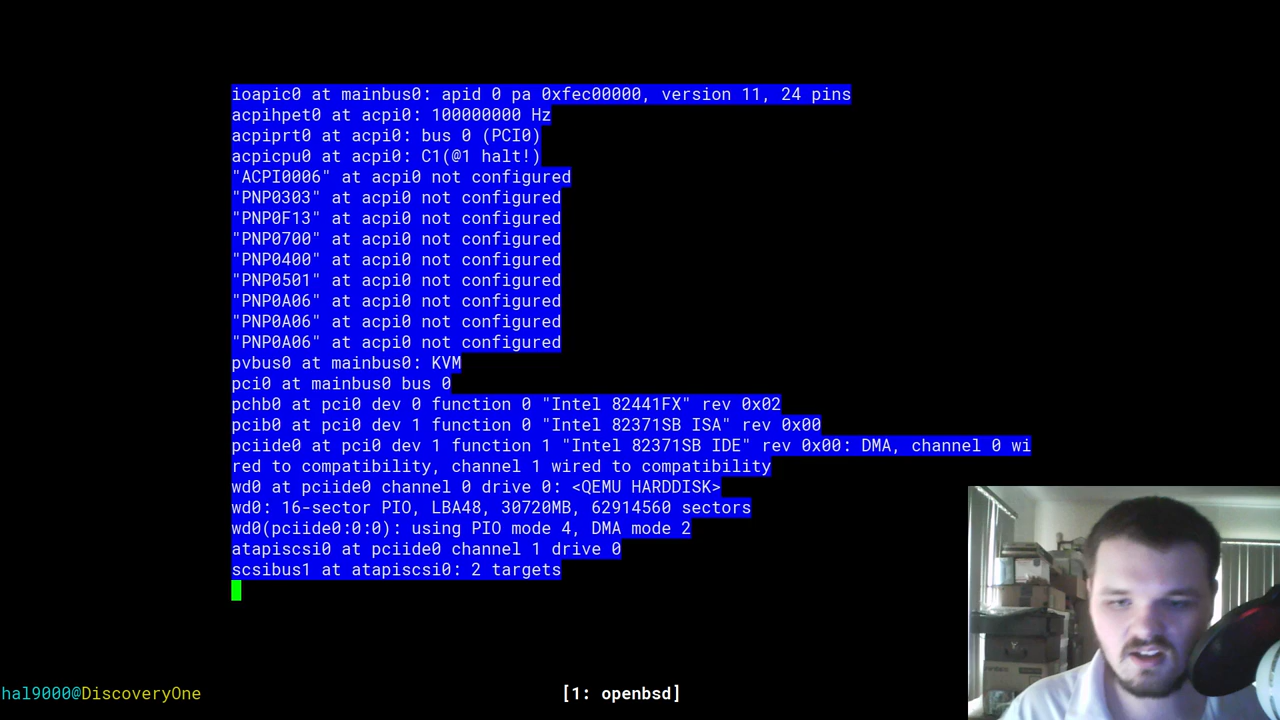 ioapic0 at mainbus0: apid 0 pa 0xfec00000, version 11, 24 pins
acpihpet0 at acpi0: 100000000 Hz
acpiprt0 at acpi0: bus 0 (PCI0)
acpicpu0 at acpi0: C1(@1 halt!)
"ACPI0006" at acpi0 not configured
"PNP0303" at acpi0 not configured
"PNP0F13" at acpi0 not configured
"PNP0700" at acpi0 not configured
"PNP0400" at acpi0 not configured
"PNP0501" at acpi0 not configured
"PNP0A06" at acpi0 not configured
"PNP0A06" at acpi0 not configured
"PNP0A06" at acpi0 not configured
pvbus0 at mainbus0: KVM
pci0 at mainbus0 bus 0
pchb0 at pci0 dev 0 function 0 "Intel 82441FX" rev 0x02
pcib0 at pci0 dev 1 function 0 "Intel 82371SB ISA" rev 0x00
pciide0 at pci0 dev 1 function 1 "Intel 82371SB IDE" rev 0x00: DMA, channel 0 wi
red to compatibility, channel 1 wired to compatibility
wd0 at pciide0 channel 0 drive 0: <QEMU HARDDISK>
wd0: 16-sector PIO, LBA48, 30720MB, 62914560 sectors
wd0(pciide0:0:0): using PIO mode 4, DMA mode 2
atapiscsi0 at pciide0 channel 1 drive 0
scsibus1 at atapiscsi0: 2 targets
hal9000@DiscoveryOne
[1: openbsd]